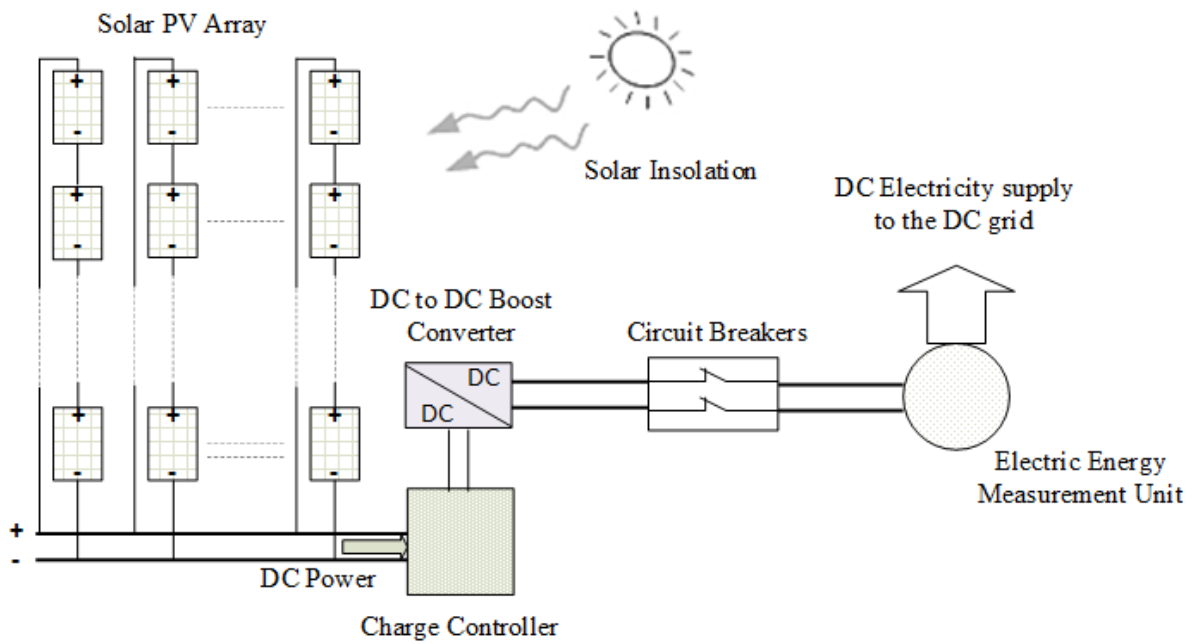 Solar PV Array
+
+
+
-
-
-
Solar Insolation
+
+
+
-
-
-
DC Electricity supply
to the DC grid
DC to DC Boost
Converter
Circuit Breakers
DC
DC
+
+
+
-
-
-
Electric Energy
Measurement Unit
+
-
DC Power
Charge Controller